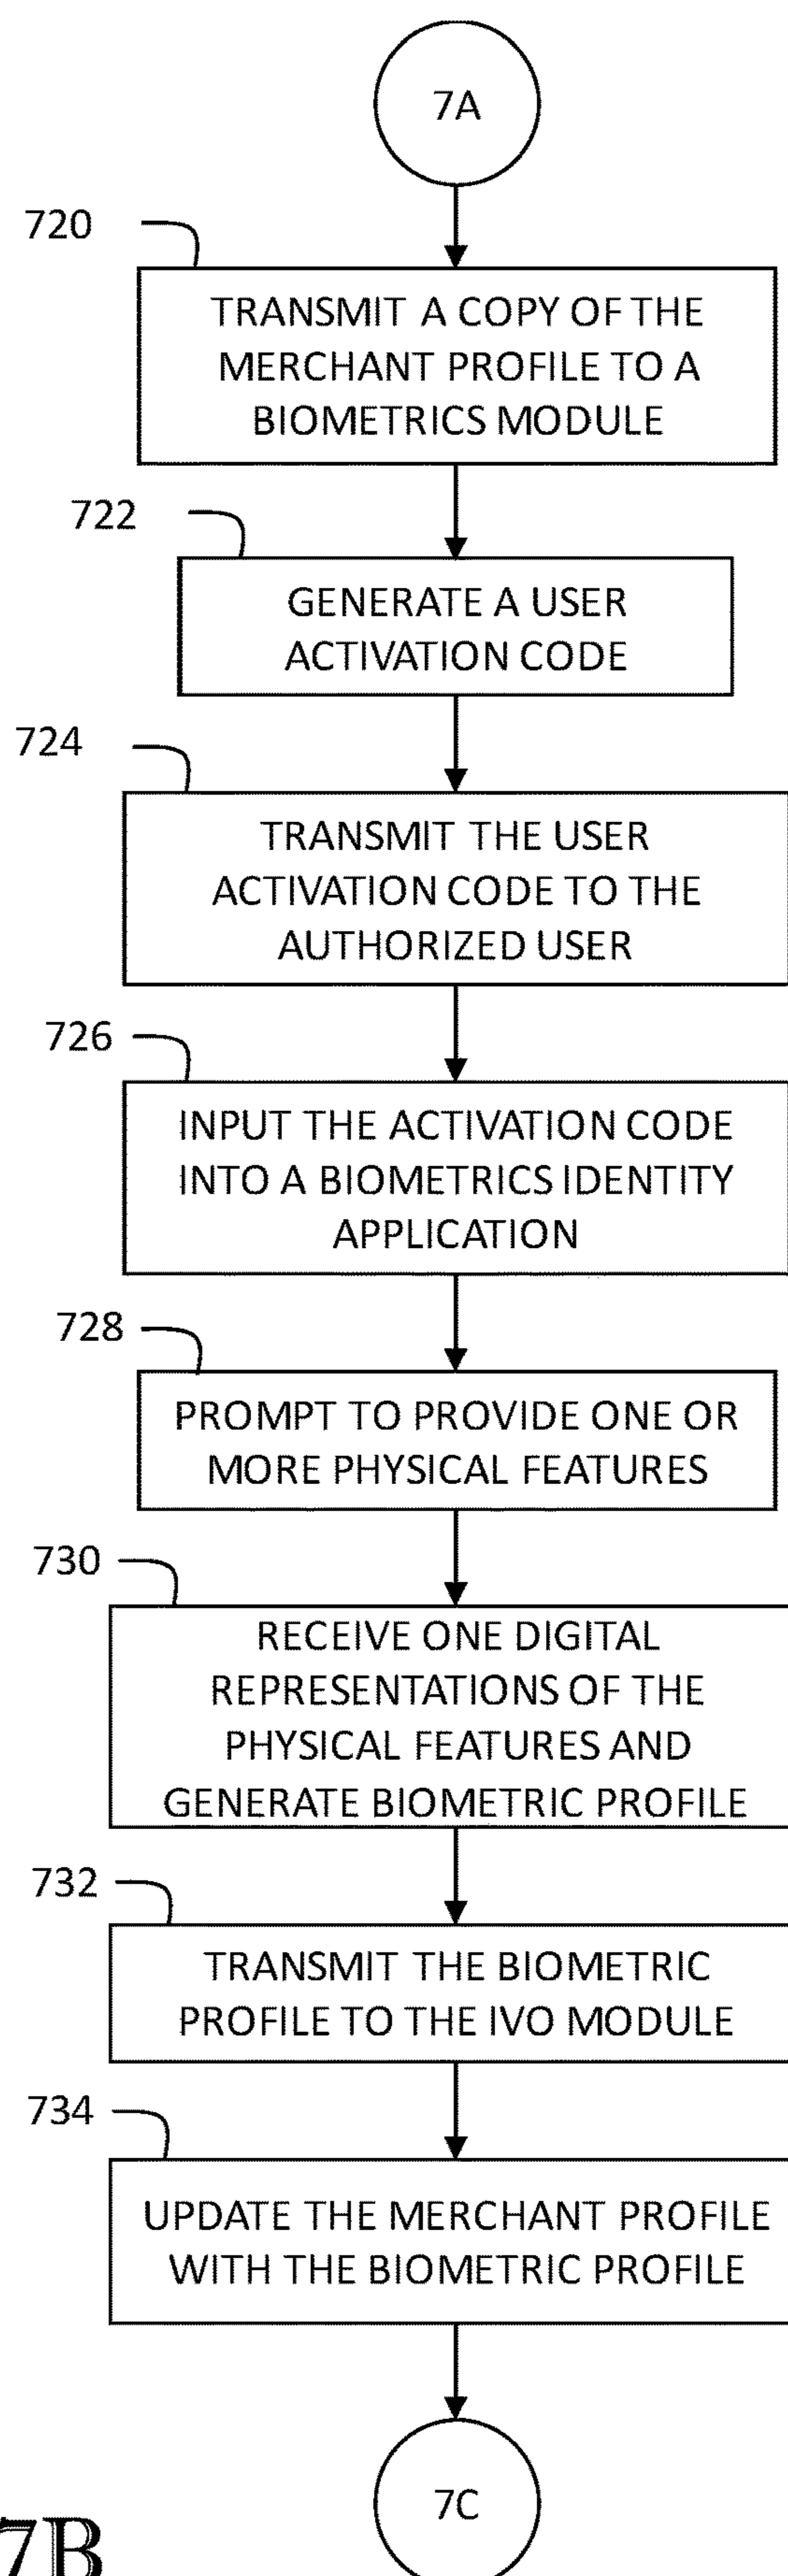 7A
720
TRANSMIT A COPY OF THE
MERCHANT PROFILE TO A
BIOMETRICS MODULE
722
GENERATE A USER
ACTIVATION CODE
724
TRANSMIT THE USER
ACTIVATION CODE TO THE
AUTHORIZED USER
726
INPUT THE ACTIVATION CODE
INTO A BIOMETRICS IDENTITY
APPLICATION
728
PROMPT TO PROVIDE ONE OR
MORE PHYSICAL FEATURES
730
RECEIVE ONE DIGITAL
REPRESENTATIONS OF THE
PHYSICAL FEATURES AND
GENERATE BIOMETRIC PROFILE
732
TRANSMIT THE BIOMETRIC
PROFILE TO THE IVO MODULE
734
UPDATE THE MERCHANT PROFILE
WITH THE BIOMETRIC PROFILE
7C
7B